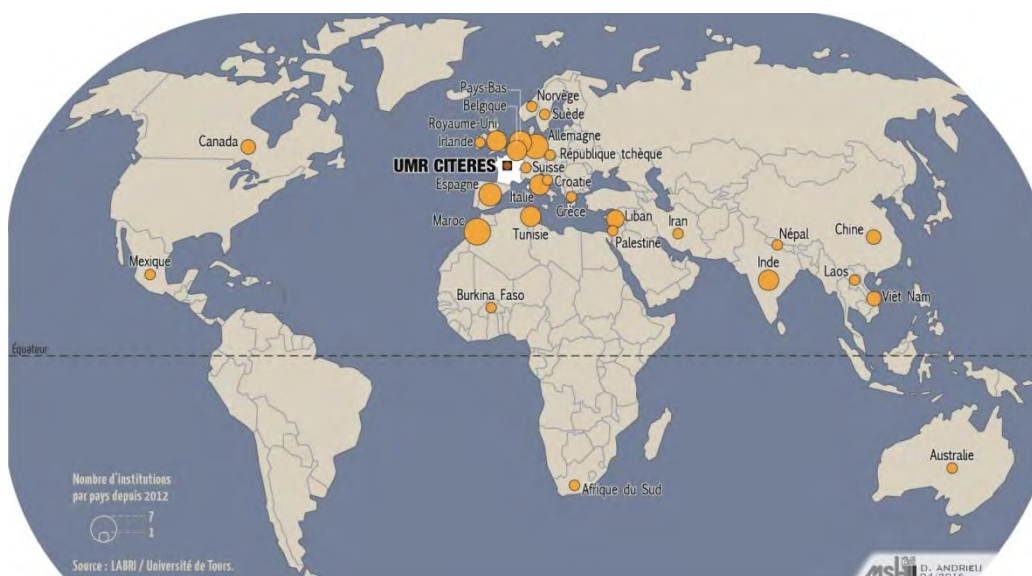 Pays-Bas
Norvège
Belgique
Suède
Royaume-Uni
Allemagne
Irlande
République tchèque
Canada
UMR CITERES
Suisse
Croatie
Espagne
Italie
Grèce
Maroc
Tunisie
Liban
Palestine
Iran
Népal
Chine
Mexique
Inde
Laos
Burkina Faso
Viêt Nam
Équateur
Australie
Afrique du Sud
Nombre d'institutions
par pays depuis 2012
7
1
Source : LABRI / Université de Tours.
D. ANDRIEU